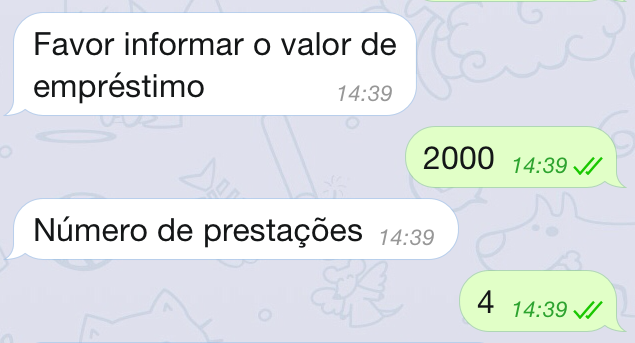 Favor informar o valor de
empréstimo 14:39
2000 14:39
Número de prestações 14:39
4 14:39